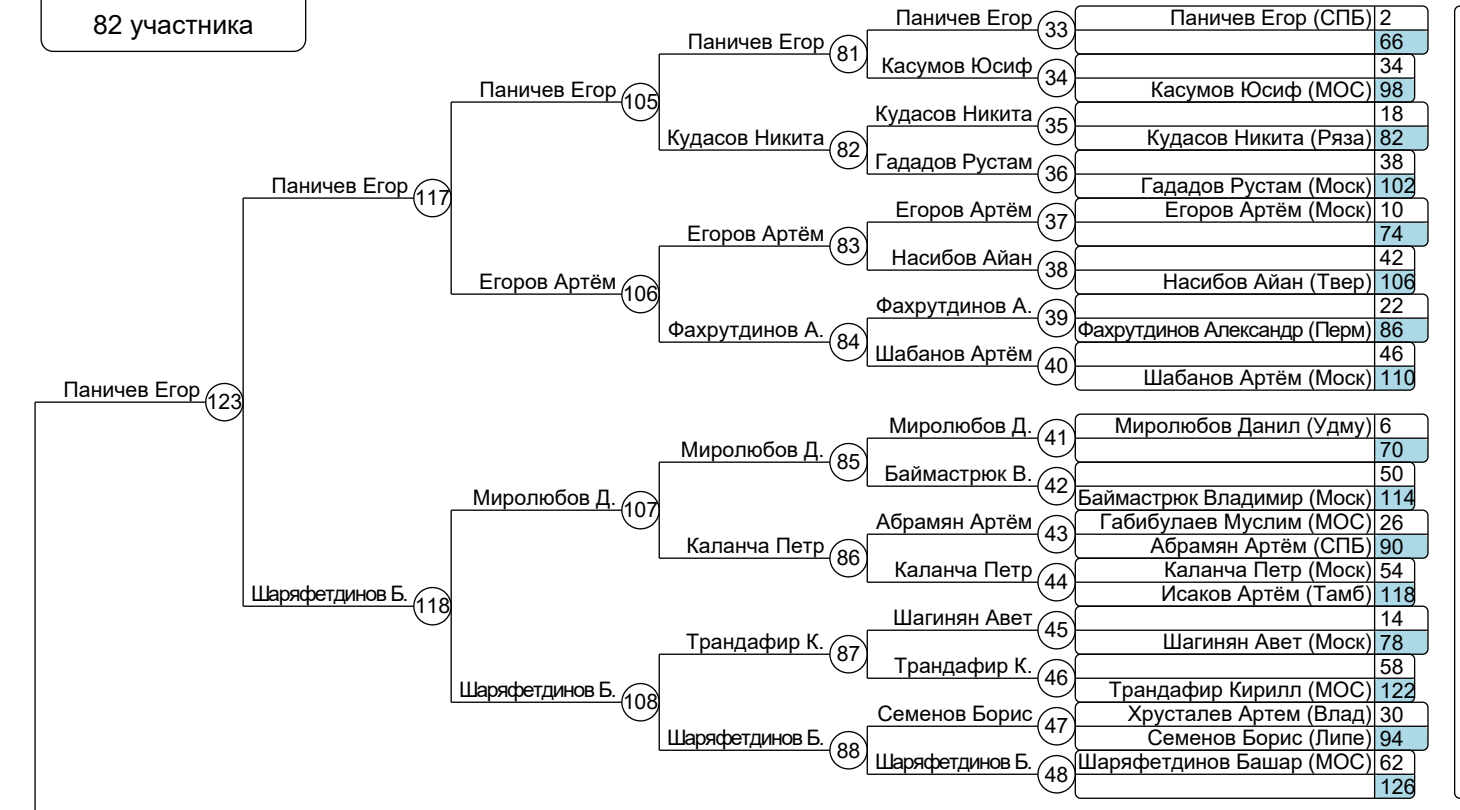 82 участника
Паничев Егор 33 Паничев Егор (СПБ) 2
Паничев Егор 81 66
Касумов Юсиф 34 34
Паничев Егор 105 Касумов Юсиф (МОС) 98
Кудасов Никита 35 18
Кудасов Никита 82 Кудасов Никита (Ряза) 82
Гададов Рустам 36 38
Паничев Егор 117 Гададов Рустам (Моск) 102
Егоров Артём 37 Егоров Артём (Моск) 10
Егоров Артём 83 74
Насибов Айан 38 42
Егоров Артём 106 Насибов Айан (Твер) 106
Фахрутдинов А. 39 22
Фахрутдинов А. 84 Фахрутдинов Александр (Перм) 86
Шабанов Артём 40 46
Паничев Егор 123 Шабанов Артём (Моск) 110
Миролюбов Д. 41 Миролюбов Данил (Удму) 6
Миролюбов Д. 85 70
Баймастрюк В. 42 50
Миролюбов Д. 107 Баймастрюк Владимир (Моск) 114
Абрамян Артём 43 Габибулаев Муслим (МОС) 26
Каланча Петр 86 Абрамян Артём (СПБ) 90
Каланча Петр 44 Каланча Петр (Моск) 54
Шаряфетдинов Б. 118 Исаков Артём (Тамб) 118
Шагинян Авет 45 14
Трандафир К. 87 Шагинян Авет (Моск) 78
Трандафир К. 46 58
Шаряфетдинов Б. 108 Трандафир Кирилл (МОС) 122
Семенов Борис 47 Хрусталев Артем (Влад) 30
Шаряфетдинов Б. 88 Семенов Борис (Липе) 94
Шаряфетдинов Б. 48 Шаряфетдинов Башар (МОС) 62
126